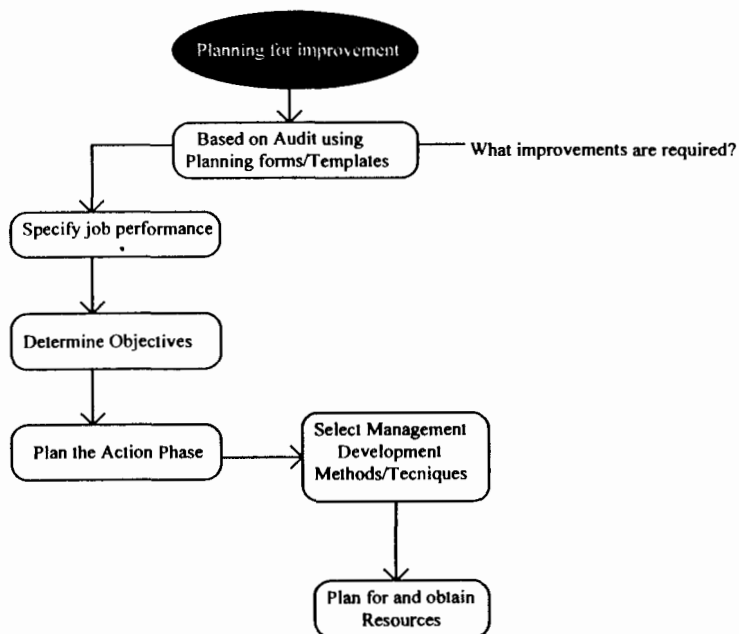 Planning for improvement
Based on Audit using
Planning forms/Templates
What improvements are required?
Specify job performance
Determine Objectives
Plan the Action Phase
Select Management
Development
Methods/Tecniques
Plan for and obtain
Resources